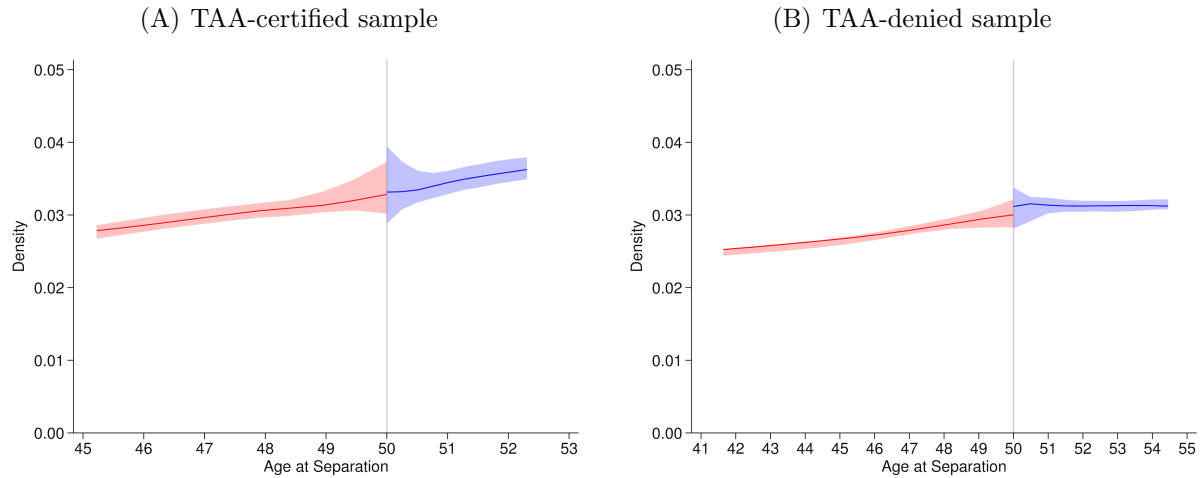 (A) TAA-certified sample
0.05
0.04
0.03
0.02
0.01
0.00
Density
45 46 47 48 49 50 51 52 53
Age at Separation
(B) TAA-denied sample
0.05
0.04
0.03
0.02
0.01
0.00
Density
41 42 43 44 45 46 47 48 49 50 51 52 53 54 55
Age at Separation